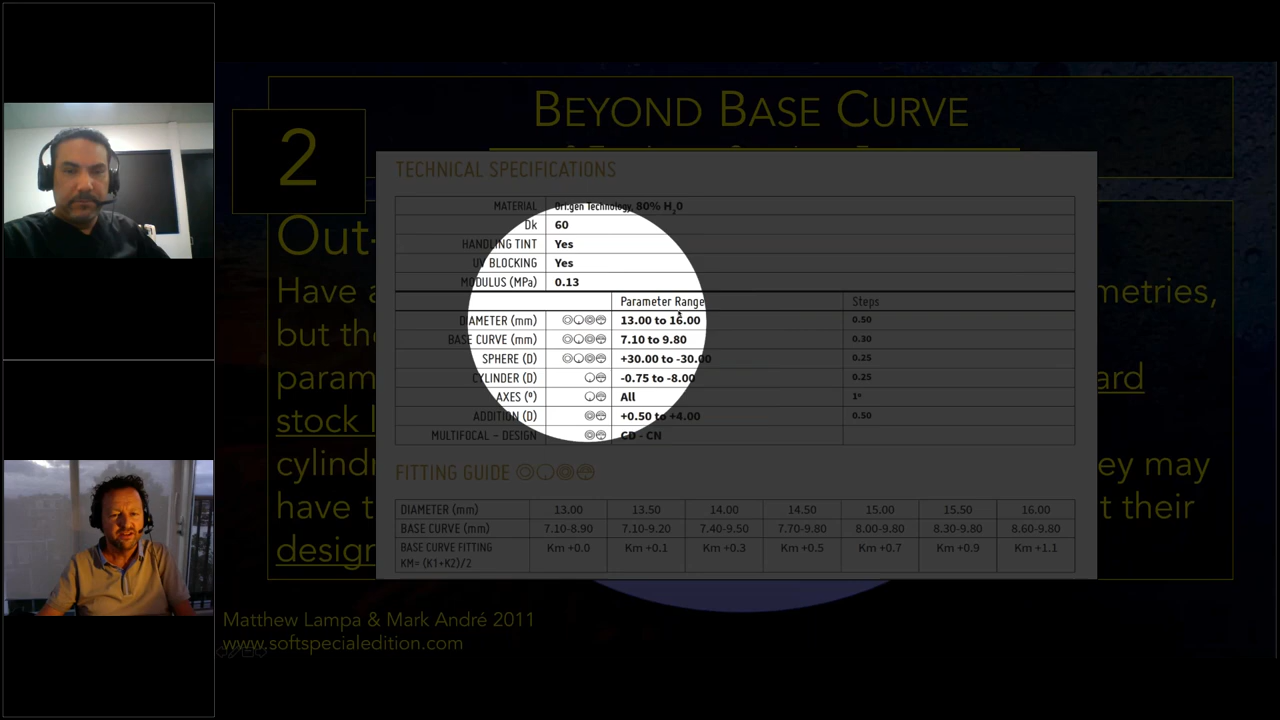 BEYOND BASE CURVE
2
TECHNICAL SPECIFICATIONS
MATERIAL Ori.gen Technology, 80% H2O
Dk 60
HANDLING TINT Yes
UV BLOCKING Yes
MODULUS (MPa) 0.13
Parameter Range Steps
DIAMETER (mm) 13.00 to 16.00 0.50
BASE CURVE (mm) 7.10 to 9.80 0.30
SPHERE (D) +30.00 to -30.00 0.25
CYLINDER (D) -0.75 to -8.00 0.25
AXES (º) All 1º
ADDITION (D) +0.50 to +4.00 0.50
MULTIFOCAL - DESIGN CD - CN
FITTING GUIDE
DIAMETER (mm) 13.00 13.50 14.00 14.50 15.00 15.50 16.00
BASE CURVE (mm) 7.10-8.90 7.10-9.20 7.40-9.50 7.70-9.80 8.00-9.80 8.30-9.80 8.60-9.80
BASE CURVE FITTING Km +0.0 Km +0.1 Km +0.3 Km +0.5 Km +0.7 Km +0.9 Km +1.1
KM= (K1+K2)/2
Out-
Have a metries,
but th
param ard
stock l
cylind ey may
have t t their
design
Matthew Lampa & Mark André 2011
www.softspecialedition.com